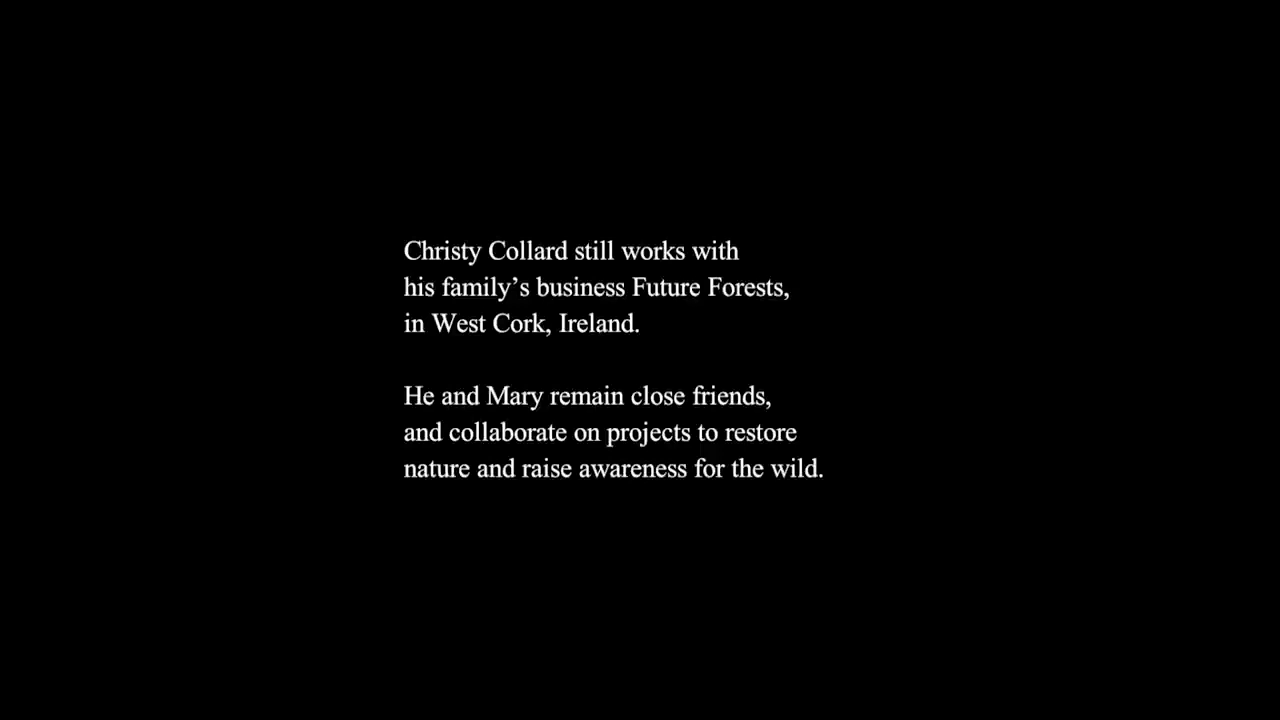 Christy Collard still works with
his family’s business Future Forests,
in West Cork, Ireland.
He and Mary remain close friends,
and collaborate on projects to restore
nature and raise awareness for the wild.